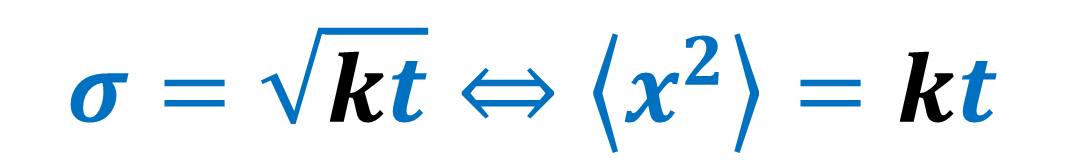 σ = √kt ⇔ ⟨x²⟩ = kt